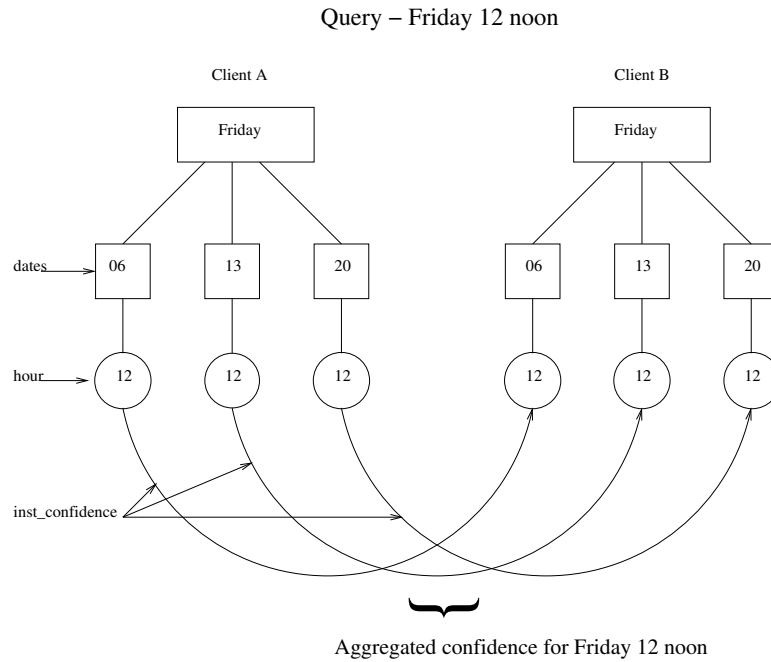 Query – Friday 12 noon
Client A
Client B
Friday
Friday
dates
06
13
20
06
13
20
hour
12
12
12
12
12
12
inst_confidence
Aggregated confidence for Friday 12 noon